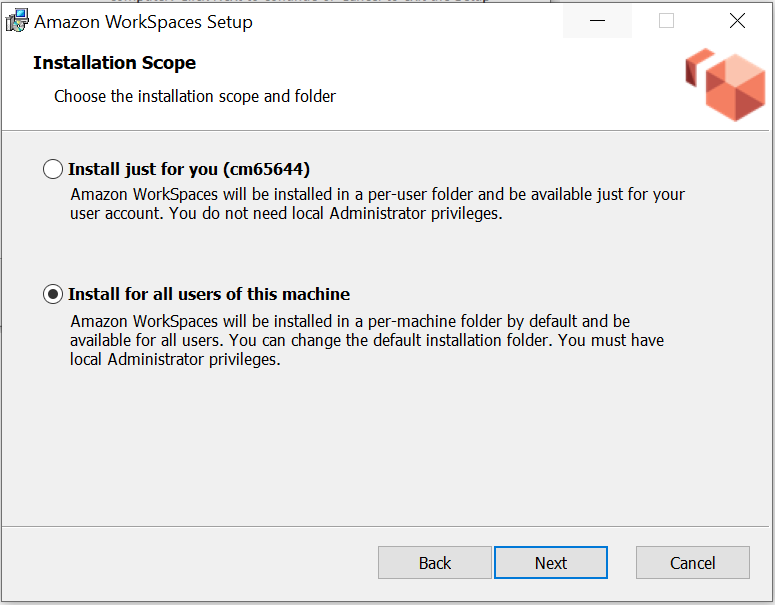 Amazon WorkSpaces Setup
Installation Scope
Choose the installation scope and folder
Install just for you (cm65644)
Amazon WorkSpaces will be installed in a per-user folder and be available just for your
user account. You do not need local Administrator privileges.
Install for all users of this machine
Amazon WorkSpaces will be installed in a per-machine folder by default and be
available for all users. You can change the default installation folder. You must have
local Administrator privileges.
Back
Next
Cancel